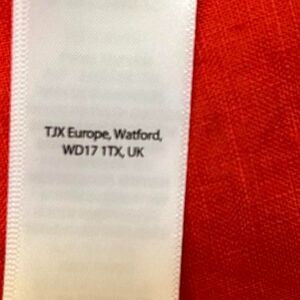 TJX Europe, Watford,
WD17 1TX, UK